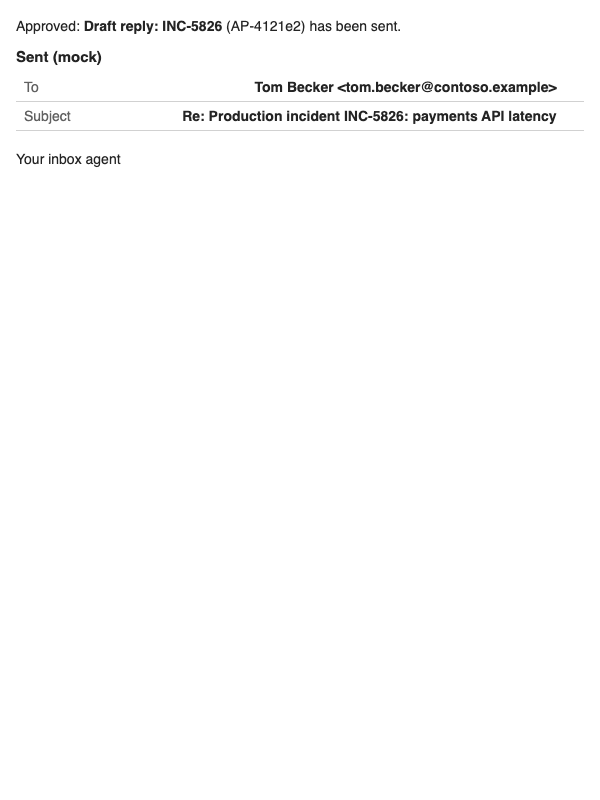 Approved: Draft reply: INC-5826 (AP-4121e2) has been sent.
Sent (mock)
To Tom Becker <tom.becker@contoso.example>
Subject Re: Production incident INC-5826: payments API latency
Your inbox agent